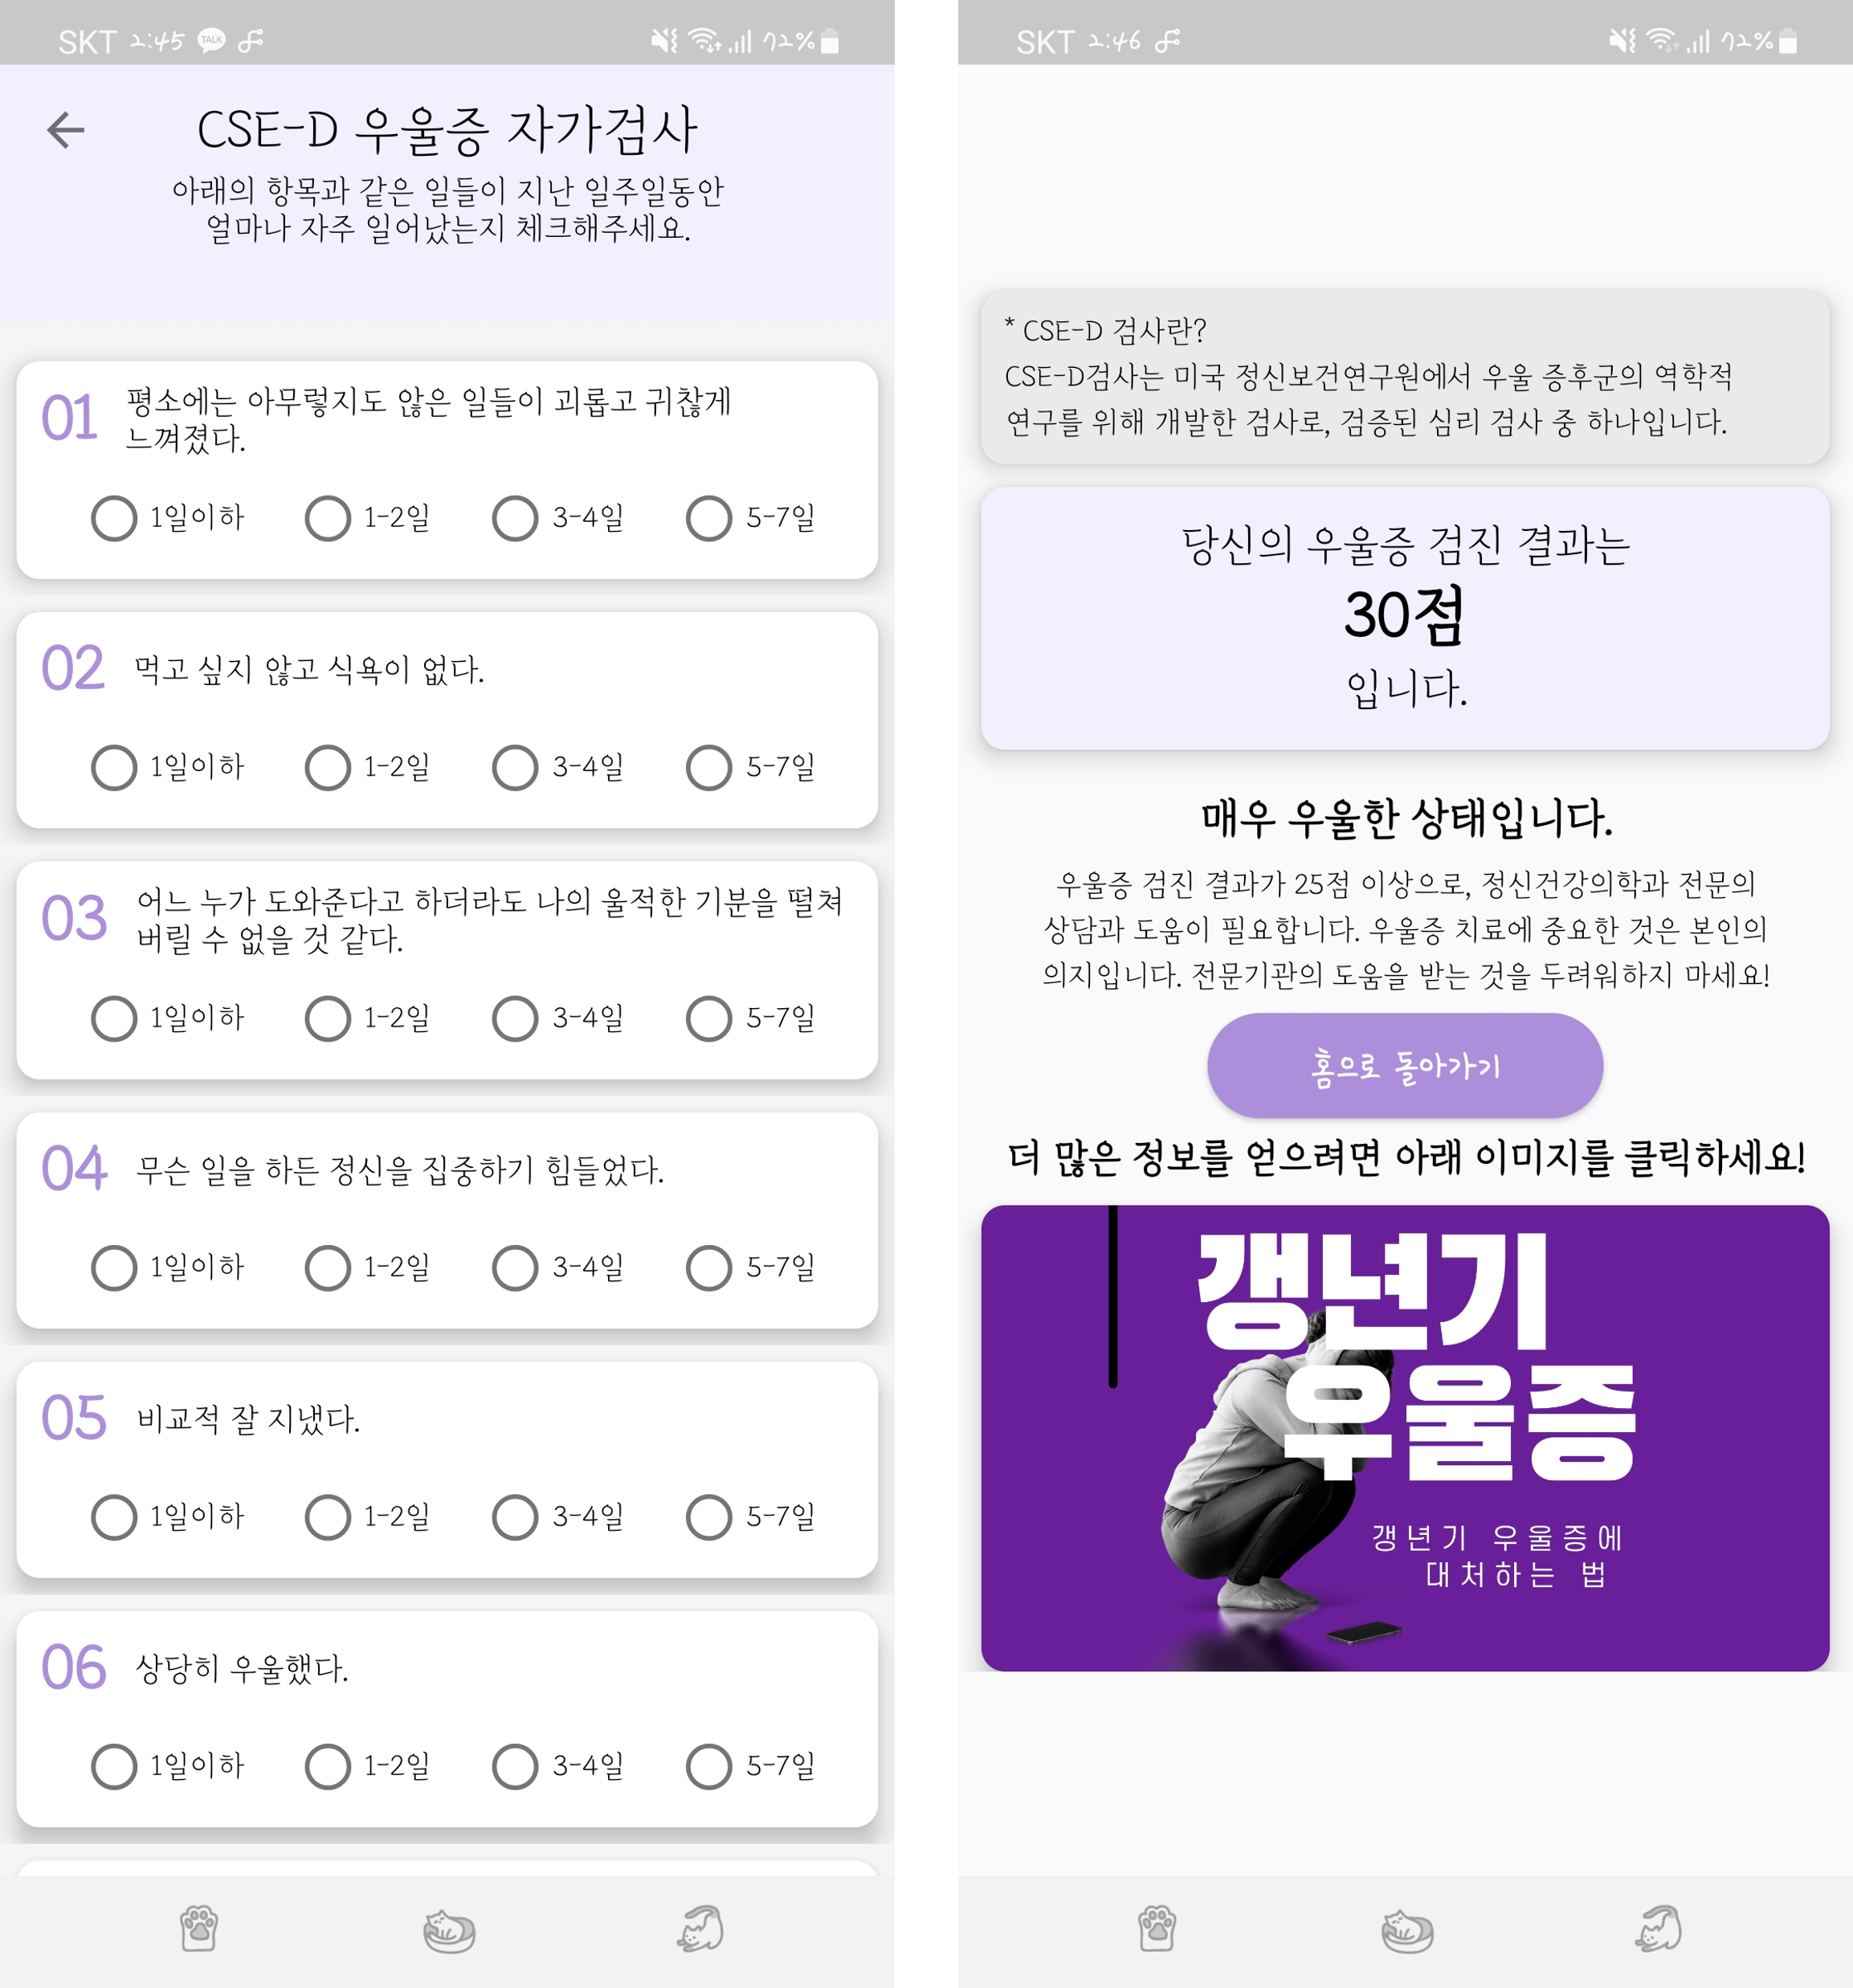 SKT 2:45 TALK 72%
CSE-D 우울증 자가검사
아래의 항목과 같은 일들이 지난 일주일동안
얼마나 자주 일어났는지 체크해주세요.
01 평소에는 아무렇지도 않은 일들이 괴롭고 귀찮게
느껴졌다.
1일이하 1-2일 3-4일 5-7일
02 먹고 싶지 않고 식욕이 없다.
1일이하 1-2일 3-4일 5-7일
03 어느 누가 도와준다고 하더라도 나의 울적한 기분을 떨쳐
버릴 수 없을 것 같다.
1일이하 1-2일 3-4일 5-7일
04 무슨 일을 하든 정신을 집중하기 힘들었다.
1일이하 1-2일 3-4일 5-7일
05 비교적 잘 지냈다.
1일이하 1-2일 3-4일 5-7일
06 상당히 우울했다.
1일이하 1-2일 3-4일 5-7일
SKT 2:46 72%
* CSE-D 검사란?
CSE-D검사는 미국 정신보건연구원에서 우울 증후군의 역학적
연구를 위해 개발한 검사로, 검증된 심리 검사 중 하나입니다.
당신의 우울증 검진 결과는
30점
입니다.
매우 우울한 상태입니다.
우울증 검진 결과가 25점 이상으로, 정신건강의학과 전문의
상담과 도움이 필요합니다. 우울증 치료에 중요한 것은 본인의
의지입니다. 전문기관의 도움을 받는 것을 두려워하지 마세요!
홈으로 돌아가기
더 많은 정보를 얻으려면 아래 이미지를 클릭하세요!
갱년기
우울증
갱년기 우울증에
대처하는 법